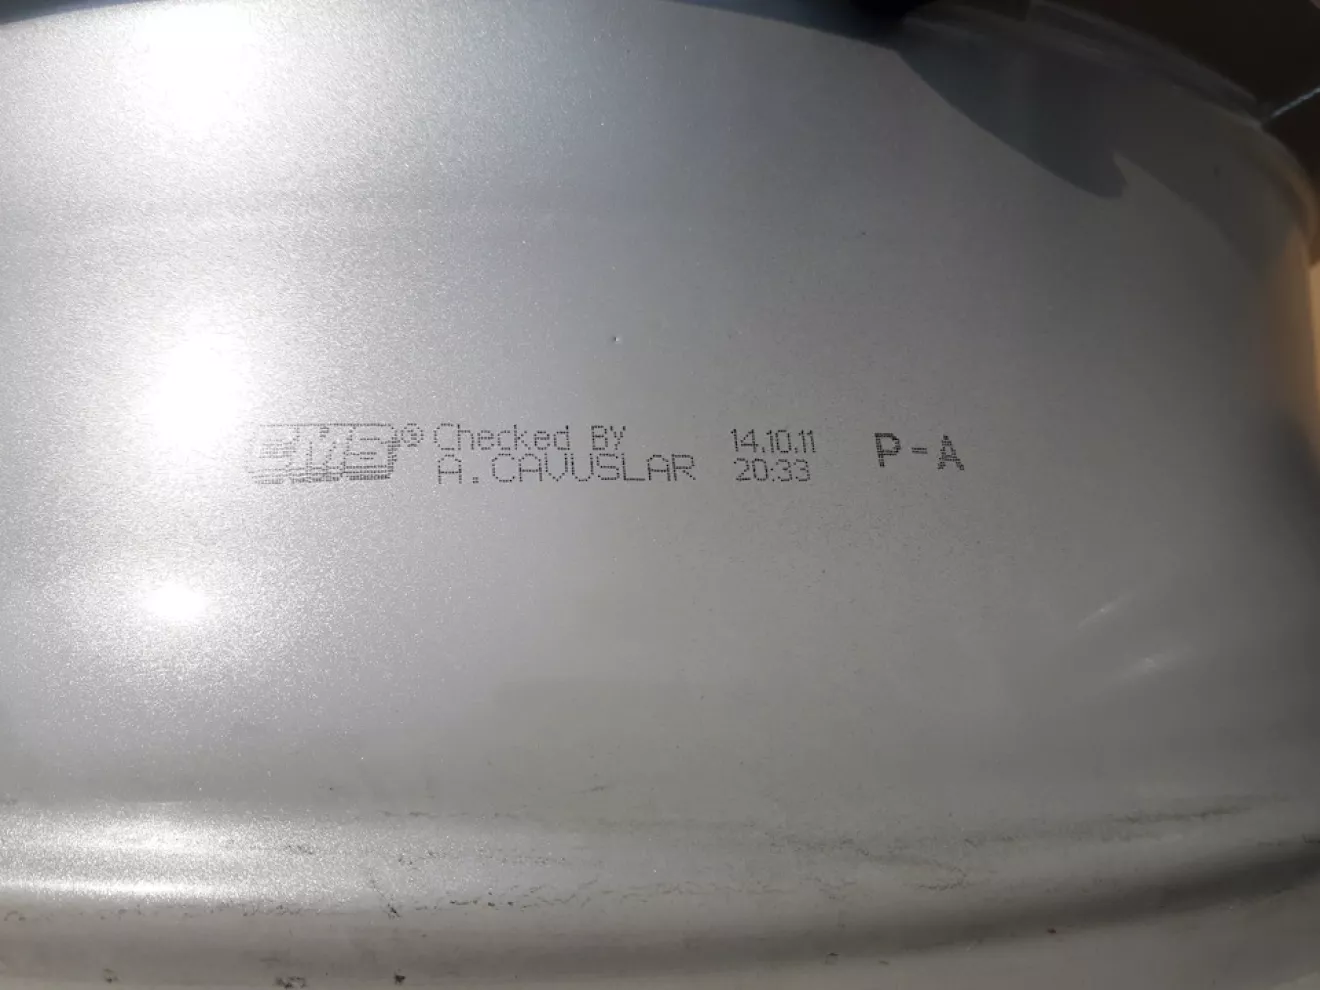 CMS® Checked BY 14.10.11 P-A
A.CAVUSLAR 20:33